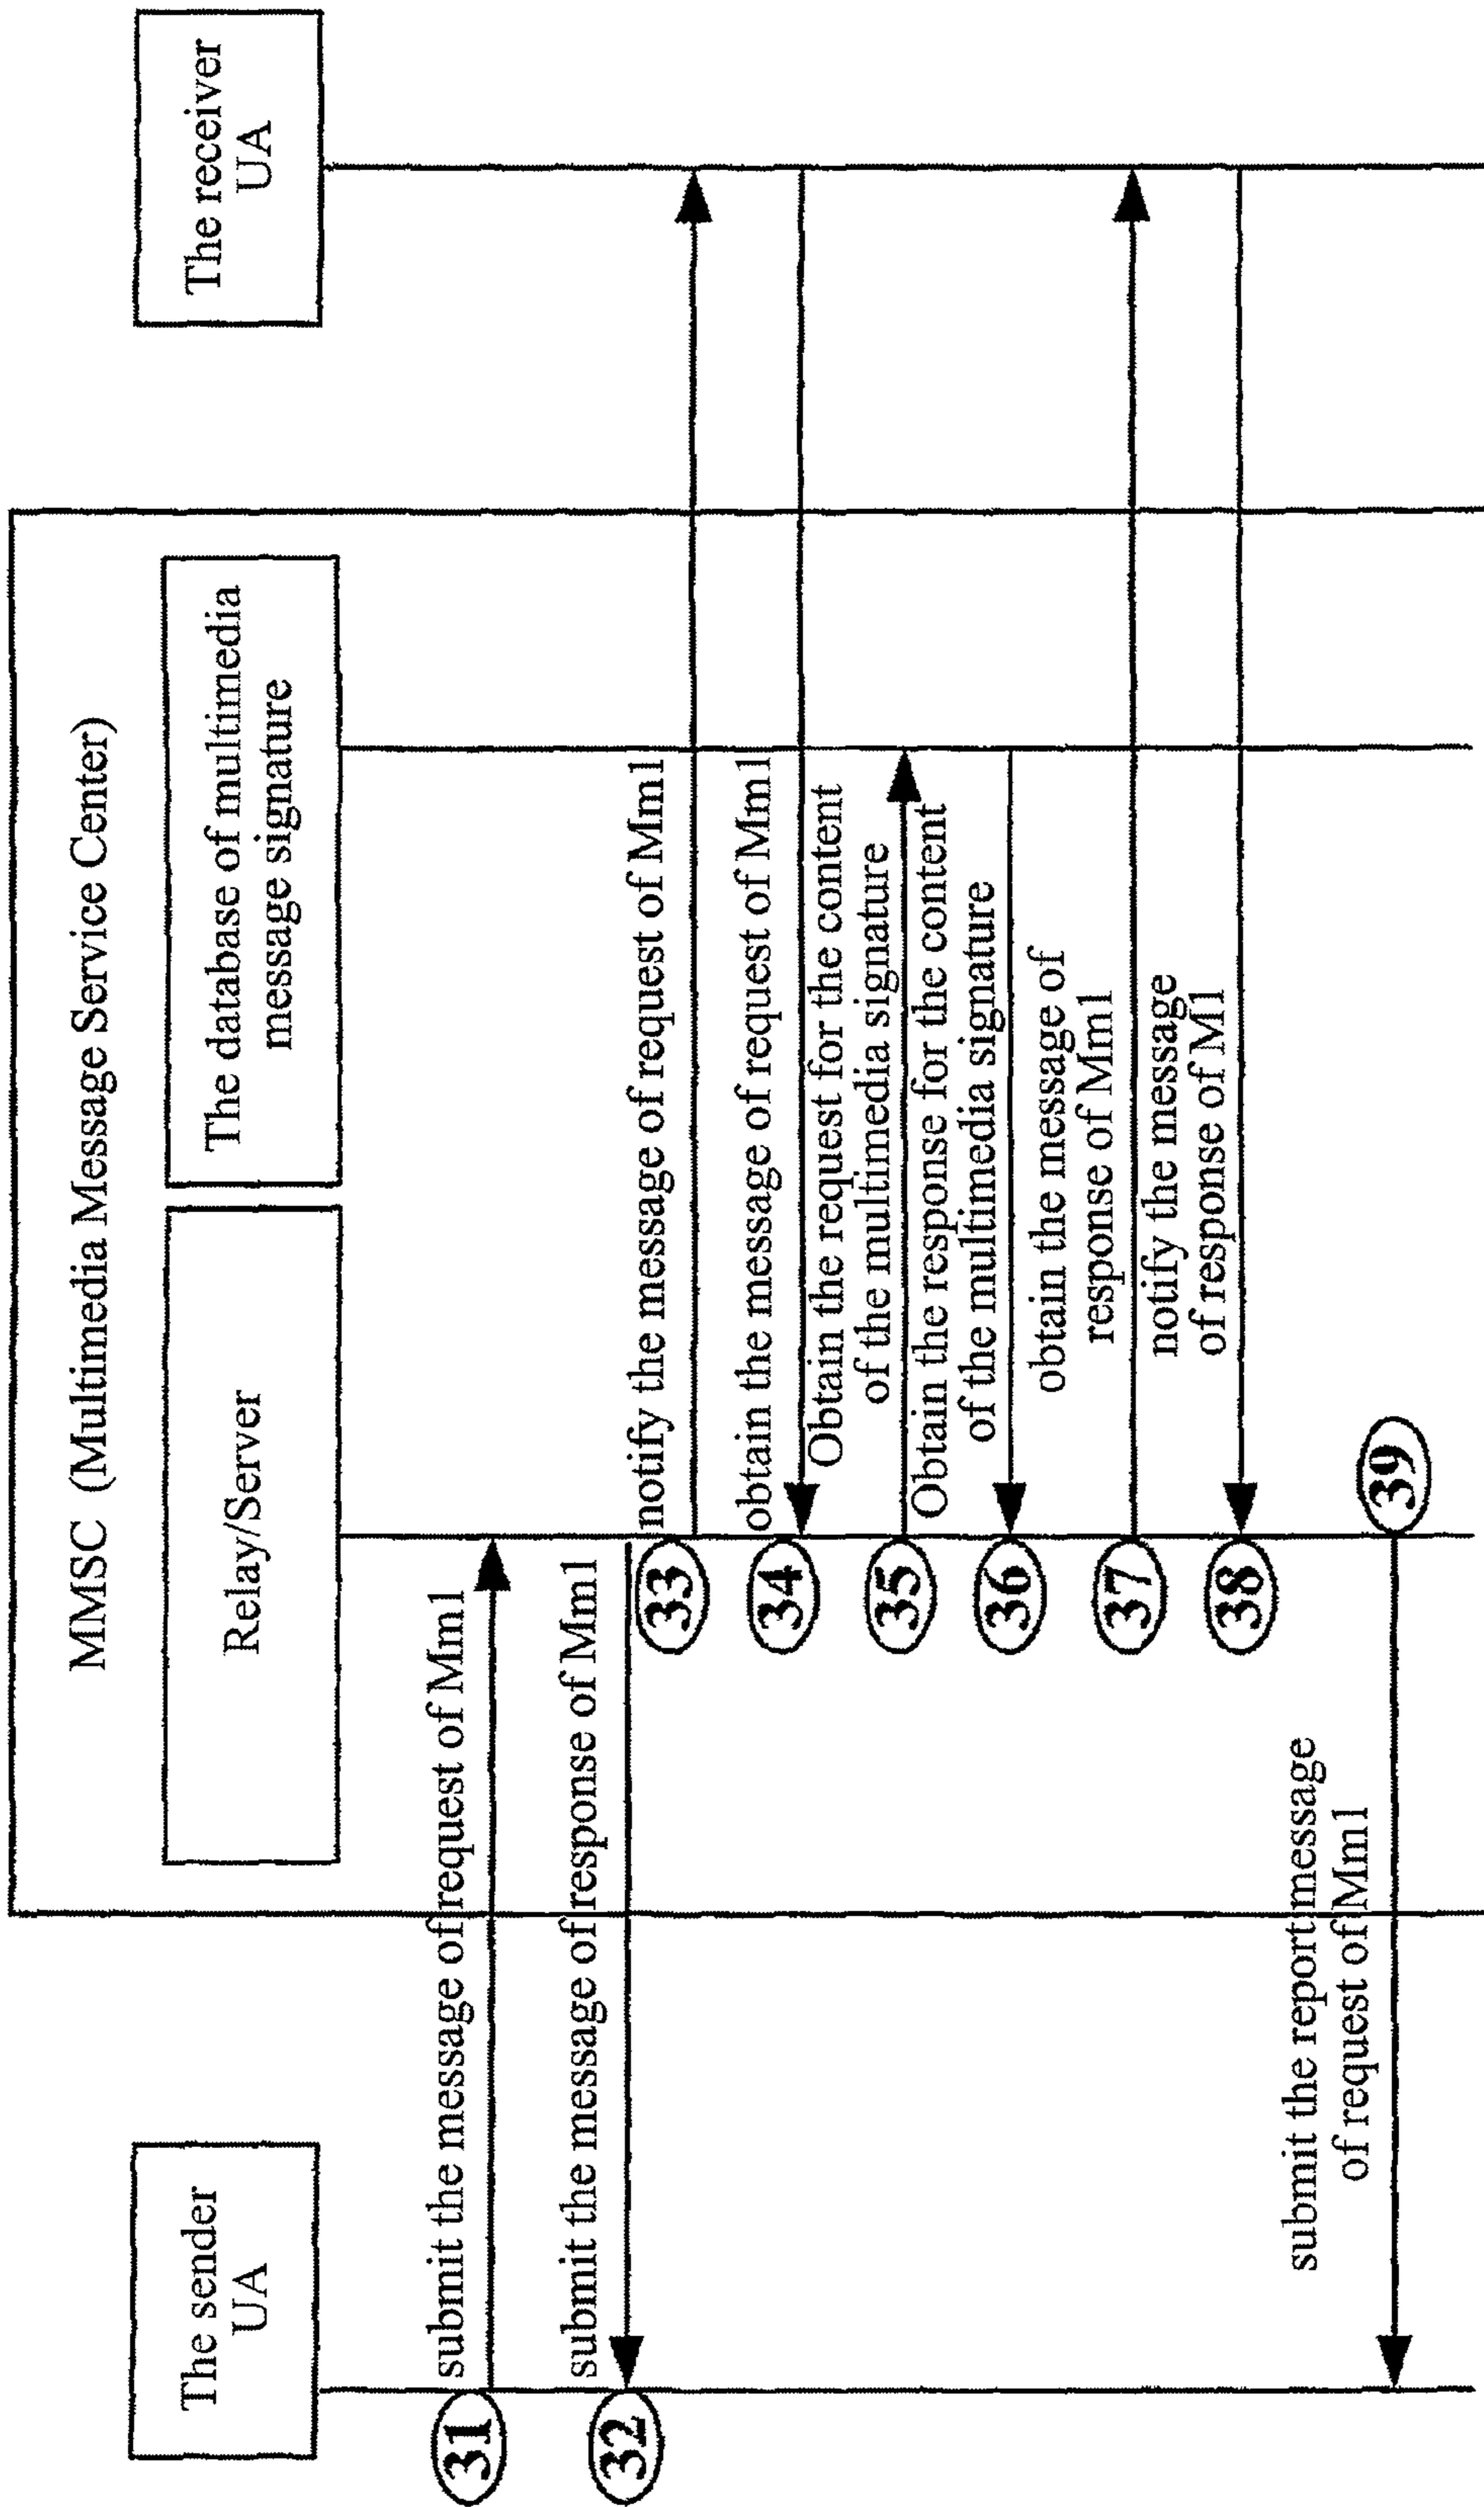 MMSC (Multimedia Message Service Center)
The sender
UA
Relay/Server
The database of multimedia
message signature
The receiver
UA
31
submit the message of request of Mm1
32
submit the message of response of Mm1
33
notify the message of request of Mm1
34
obtain the message of request of Mm1
35
Obtain the request for the content
of the multimedia signature
36
Obtain the response for the content
of the multimedia signature
37
obtain the message of
response of Mm1
38
notify the message
of response of M1
39
submit the report message
of request of Mm1